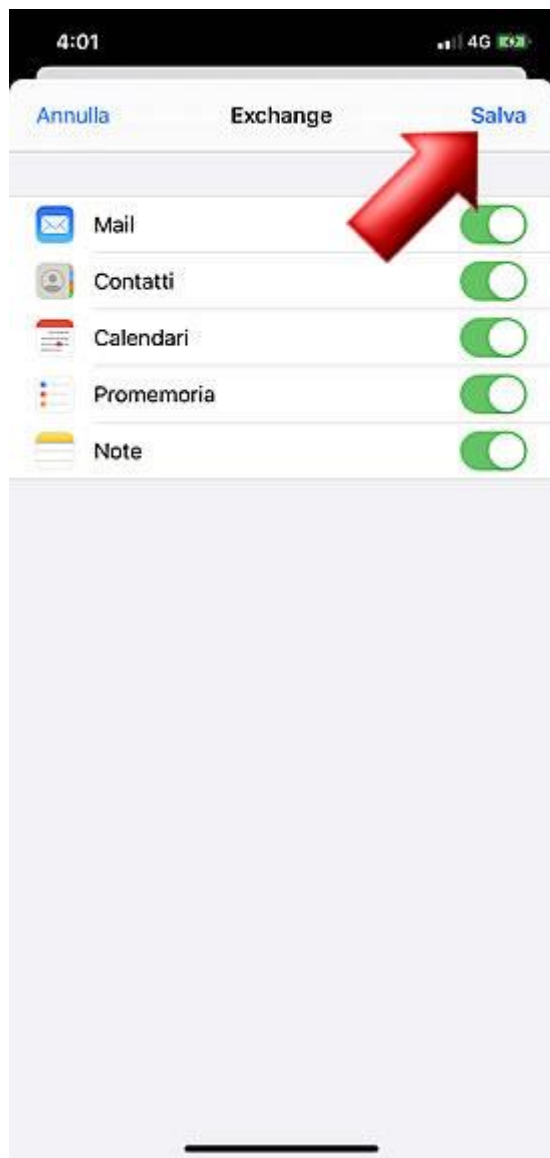 4:01 4G
Annulla Exchange Salva
Mail
Contatti
Calendari
Promemoria
Note